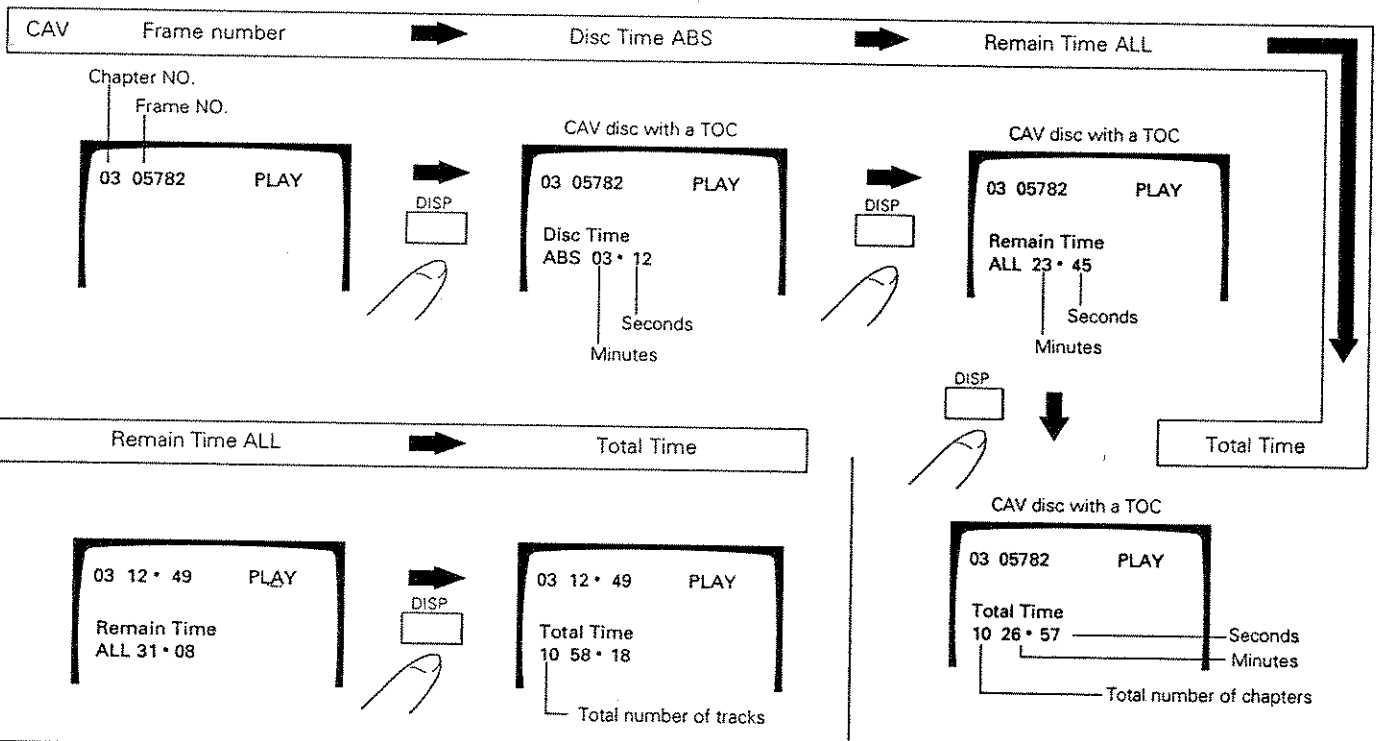 CAV Frame number Disc Time ABS Remain Time ALL
Chapter NO.
Frame NO.
03 05782 PLAY
DISP
CAV disc with a TOC
03 05782 PLAY
Disc Time
ABS 03 • 12
Seconds
Minutes
DISP
CAV disc with a TOC
03 05782 PLAY
Remain Time
ALL 23 • 45
Seconds
Minutes
DISP
Total Time
CAV disc with a TOC
03 05782 PLAY
Total Time
10 26 • 57
Seconds
Minutes
Total number of chapters
Remain Time ALL Total Time
03 12 • 49 PLAY
Remain Time
ALL 31 • 08
DISP
03 12 • 49 PLAY
Total Time
10 58 • 18
Total number of tracks